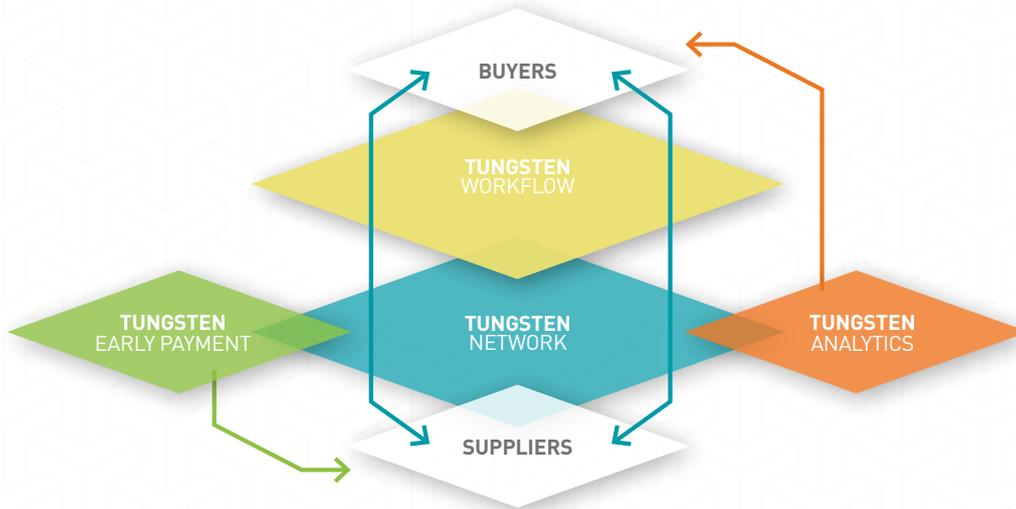 BUYERS
TUNGSTEN
WORKFLOW
TUNGSTEN
EARLY PAYMENT
TUNGSTEN
NETWORK
TUNGSTEN
ANALYTICS
SUPPLIERS